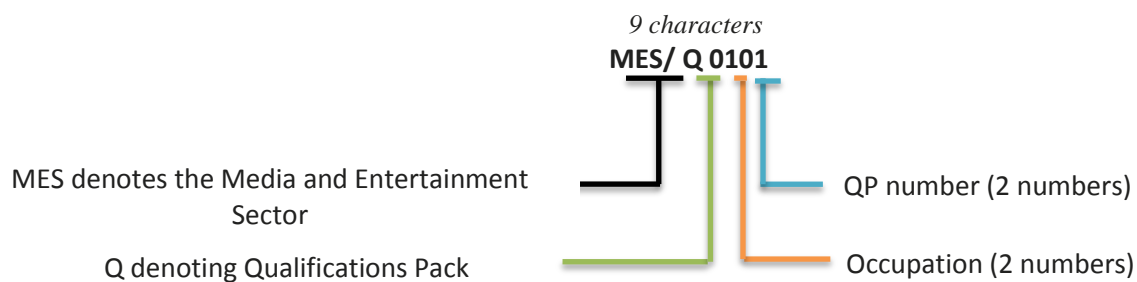 9 characters
MES/ Q 0101
MES denotes the Media and Entertainment
Sector
QP number (2 numbers)
Q denoting Qualifications Pack
Occupation (2 numbers)